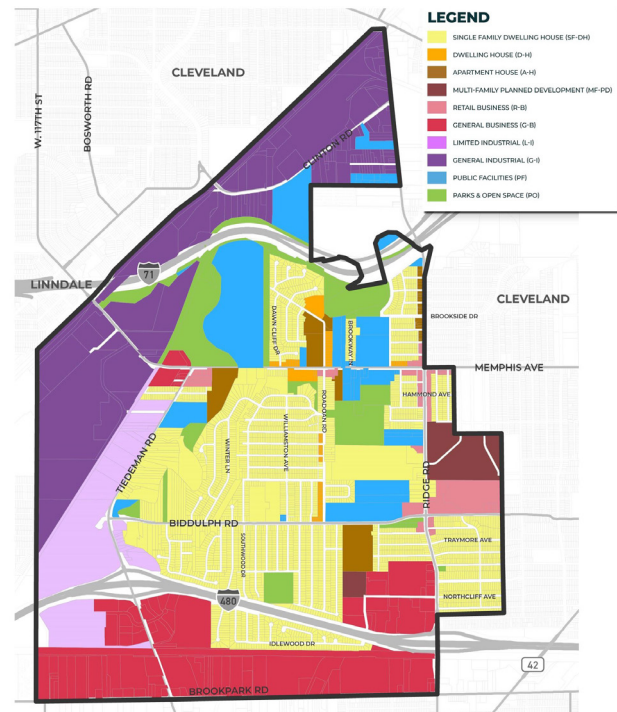 LEGEND
SINGLE FAMILY DWELLING HOUSE (SF-DH)
DWELLING HOUSE (D-H)
APARTMENT HOUSE (A-H)
MULTI-FAMILY PLANNED DEVELOPMENT (MF-PD)
RETAIL BUSINESS (R-B)
GENERAL BUSINESS (G-B)
LIMITED INDUSTRIAL (L-I)
GENERAL INDUSTRIAL (G-I)
PUBLIC FACILITIES (PF)
PARKS & OPEN SPACE (PO)
CLEVELAND
W. 117TH ST
BOSWORTH RD
CLINTON RD
71
LINNDALE
CLEVELAND
DAWN CLIFF DR
BROOKWAY LN
BROOKSIDE DR
MEMPHIS AVE
HAMMOND AVE
ROADOAN RD
WILLIAMSTON AVE
WINTER LN
TIEDEMAN RD
RIDGE RD
BIDDULPH RD
TRAYMORE AVE
SOUTHWOOD DR
480
NORTHCLIFF AVE
IDLEWOOD DR
42
BROOKPARK RD